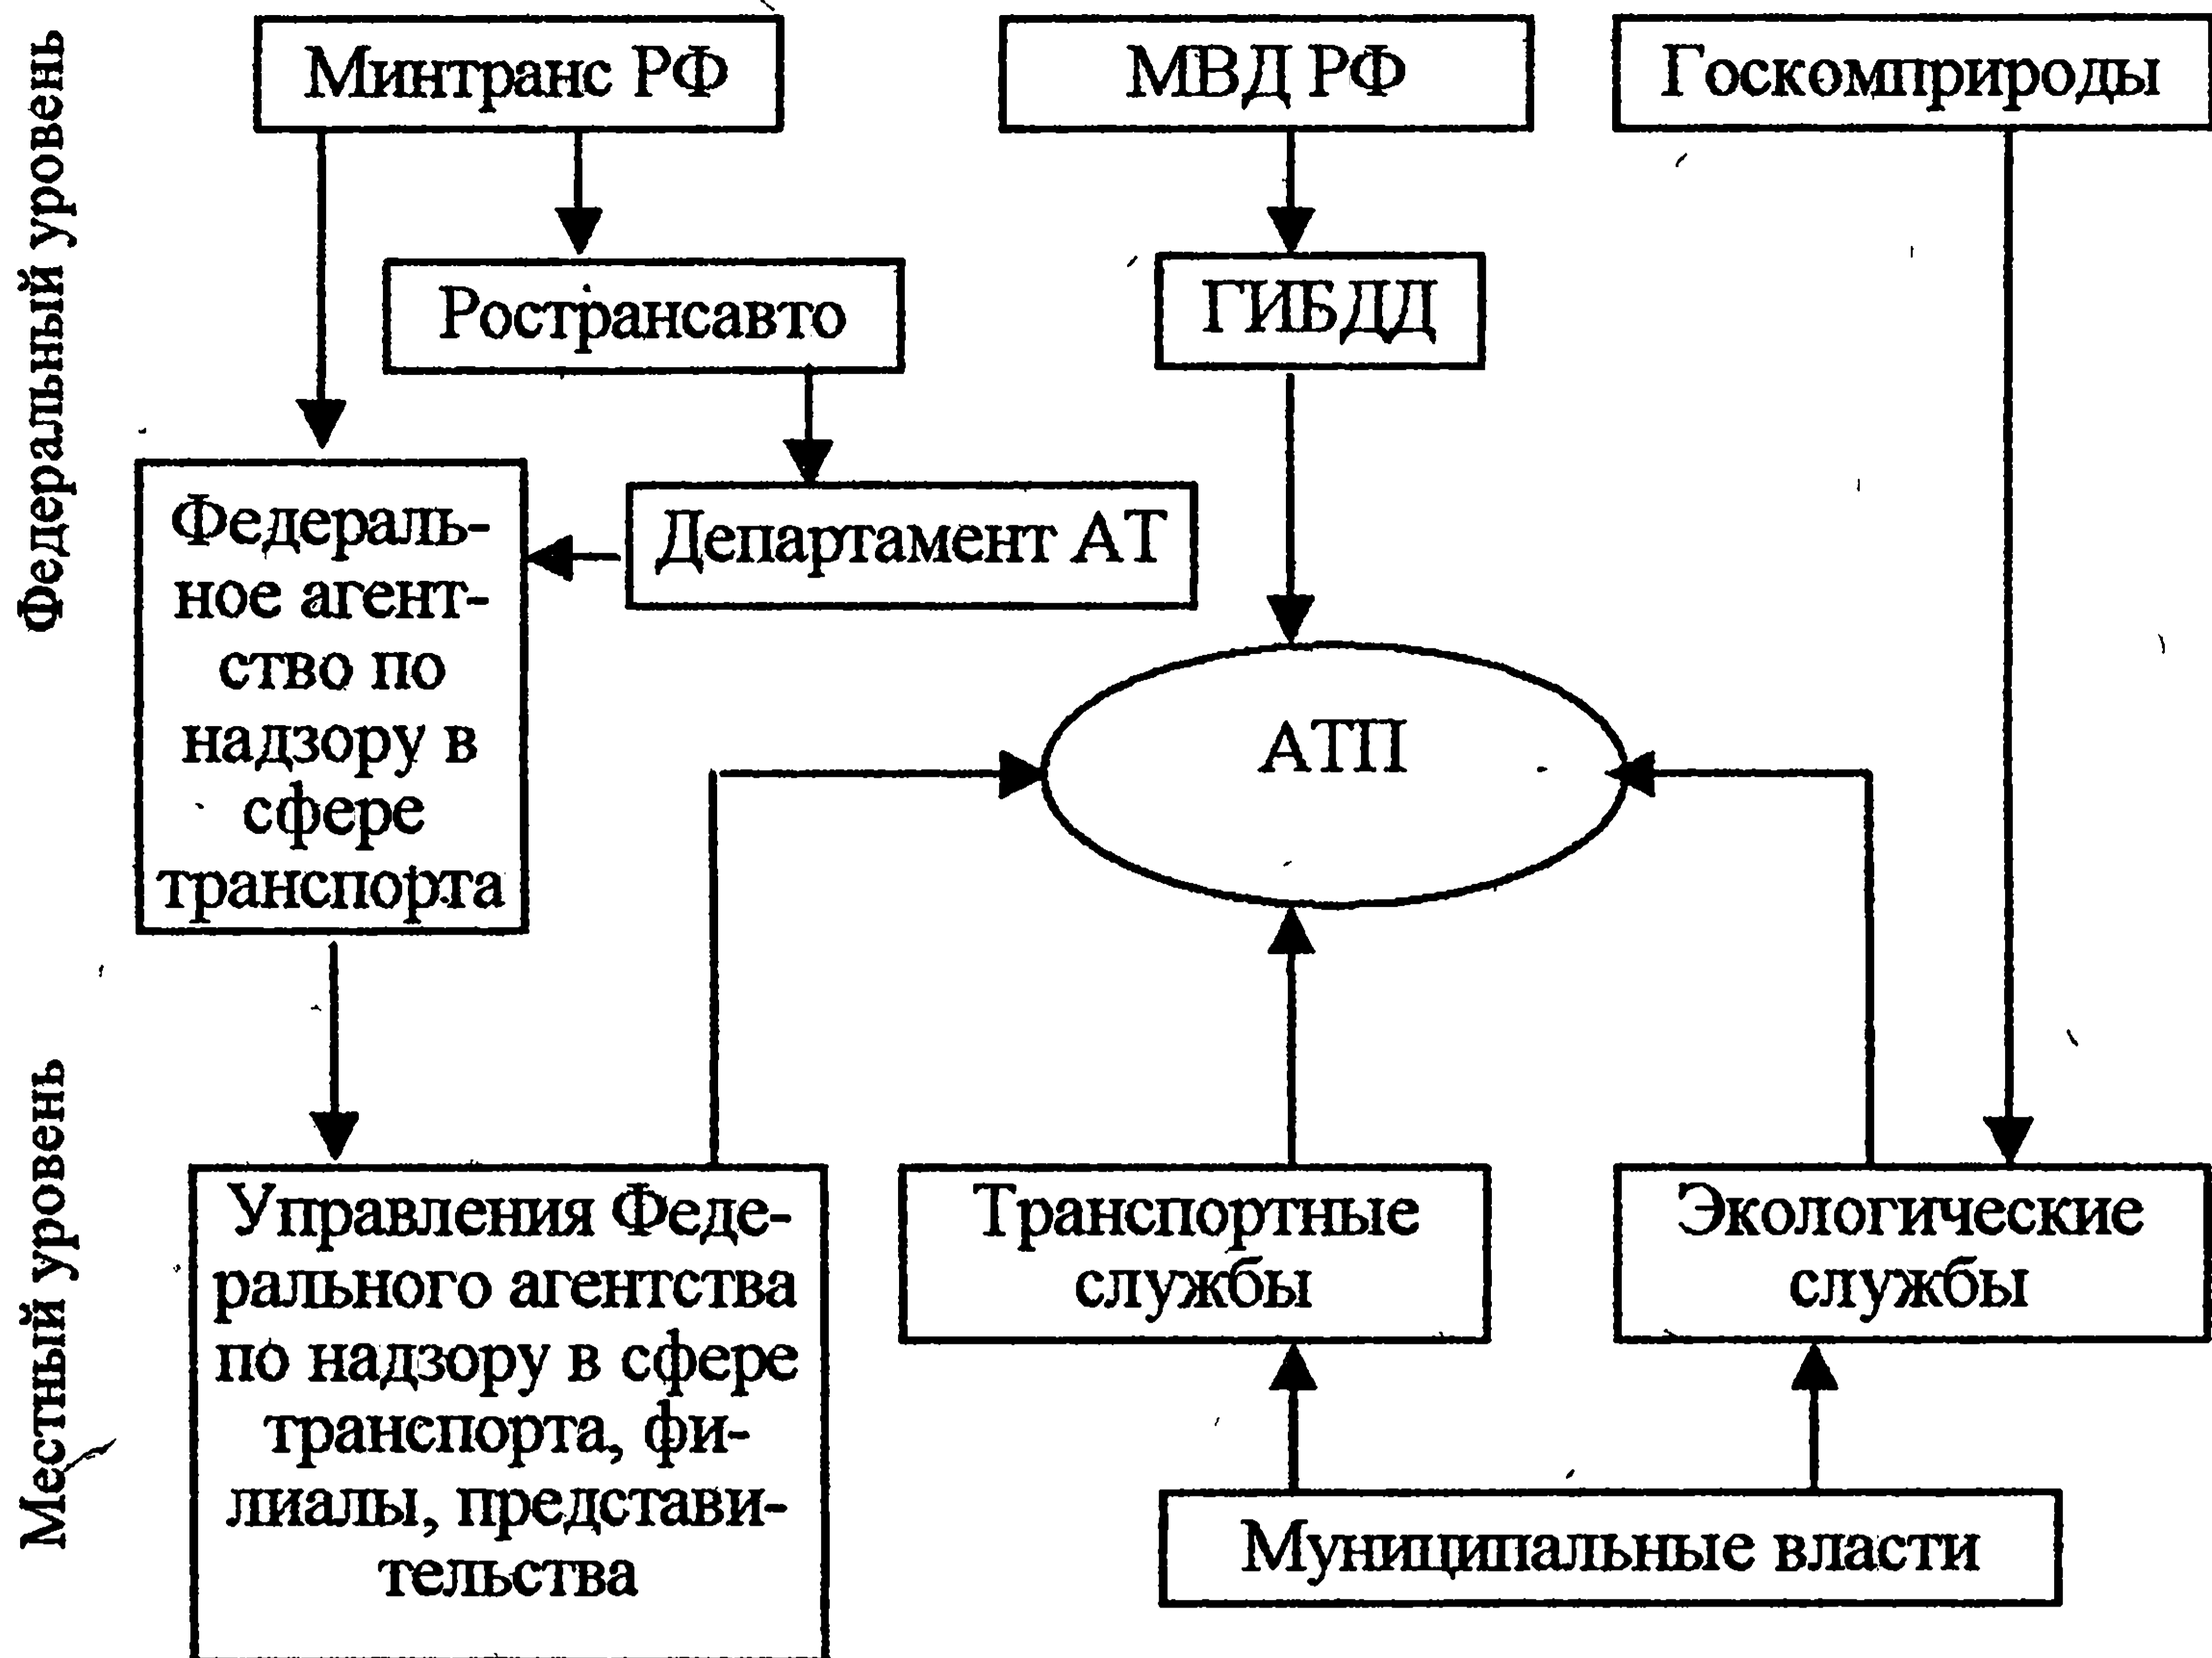 Федеральный уровень
Минтранс РФ
МВД РФ
Госкомприроды
Ространсавто
ГИБДД
Федераль-
ное агент-
ство по
надзору в
сфере
транспорта
Департамент АТ
АТП
Местный уровень
Управления Феде-
рального агентства
по надзору в сфере
транспорта, фи-
лиалы, представи-
тельства
Транспортные
службы
Экологические
службы
Муниципальные власти